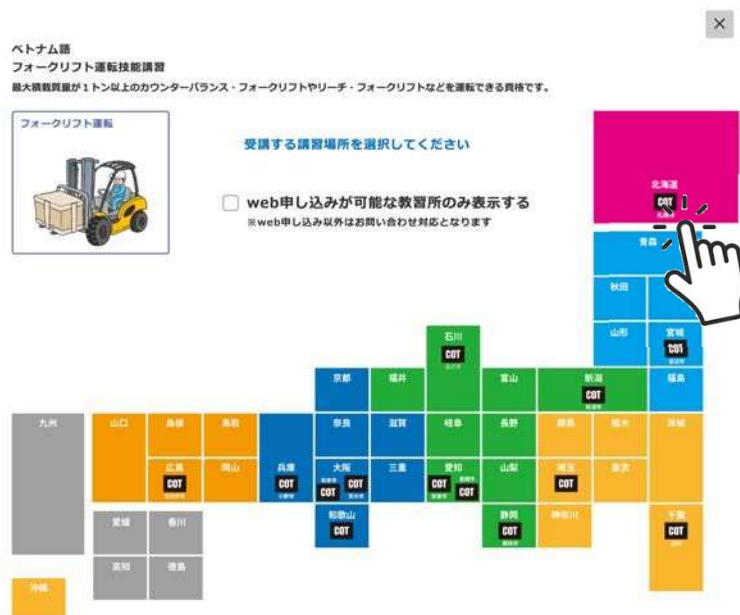 ×
ベトナム語
フォークリフト運転技能講習
最大積載質量が1トン以上のカウンターバランス・フォークリフトやリーチ・フォークリフトなどを運転できる資格です。
フォークリフト運転
受講する講習場所を選択してください
web申し込みが可能な教習所のみ表示する
※web申し込み以外はお問い合わせ対応となります
北海道
COT
青森
秋田
山形
宮城
COT
石川
COT
京都
福井
富山
新潟
COT
福島
九州
山口
島根
鳥取
奈良
滋賀
岐阜
長野
群馬
栃木
茨城
広島
COT
岡山
兵庫
COT
大阪
COT COT
三重
愛知
COT COT
山梨
埼玉
COT
東京
愛媛
香川
和歌山
COT
静岡
COT
神奈川
千葉
COT
高知
徳島
沖縄